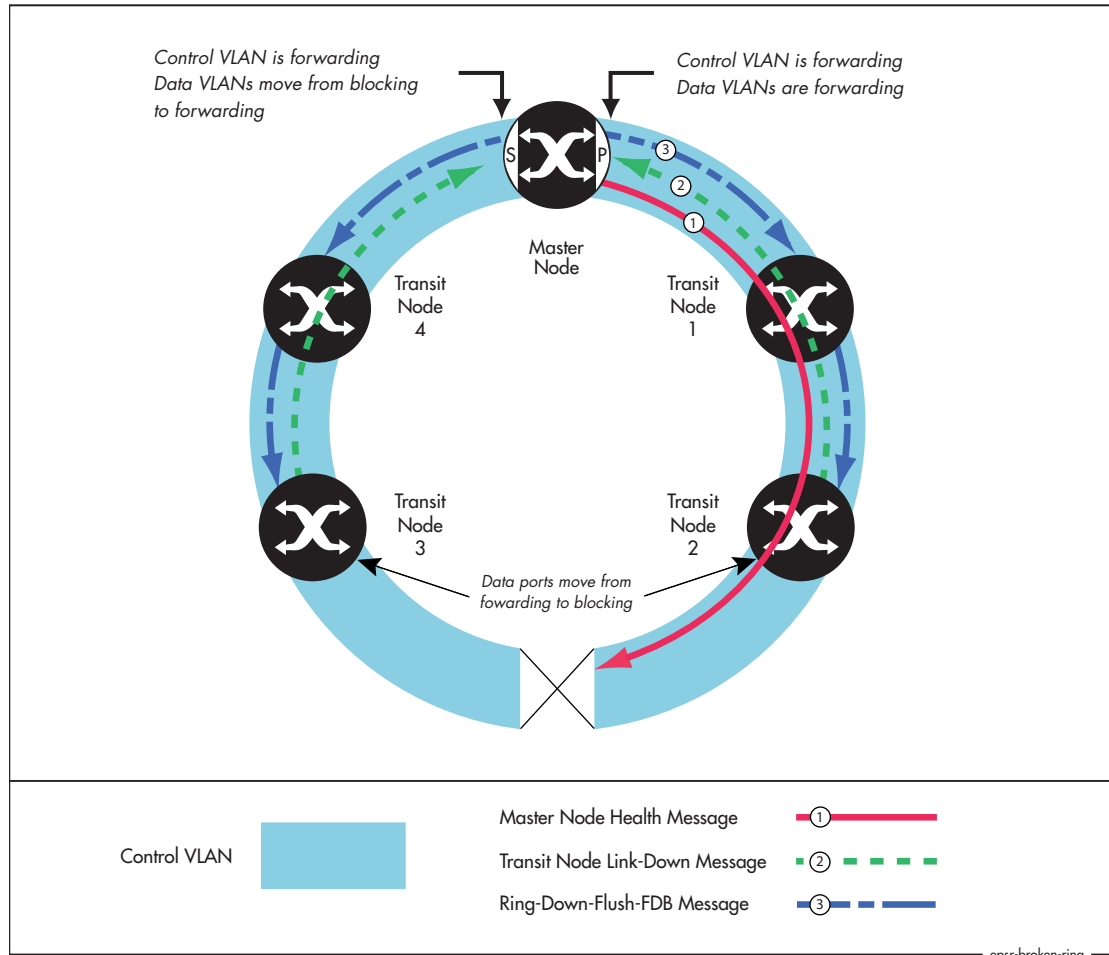 Control VLAN is forwarding
Data VLANs move from blocking
to forwarding
Control VLAN is forwarding
Data VLANs are forwarding
S
P
3
2
1
Master
Node
Transit
Node
4
Transit
Node
1
Transit
Node
3
Transit
Node
2
Data ports move from
fowarding to blocking
Control VLAN
Master Node Health Message
1
Transit Node Link-Down Message
2
Ring-Down-Flush-FDB Message
3
epsr-broken-ring